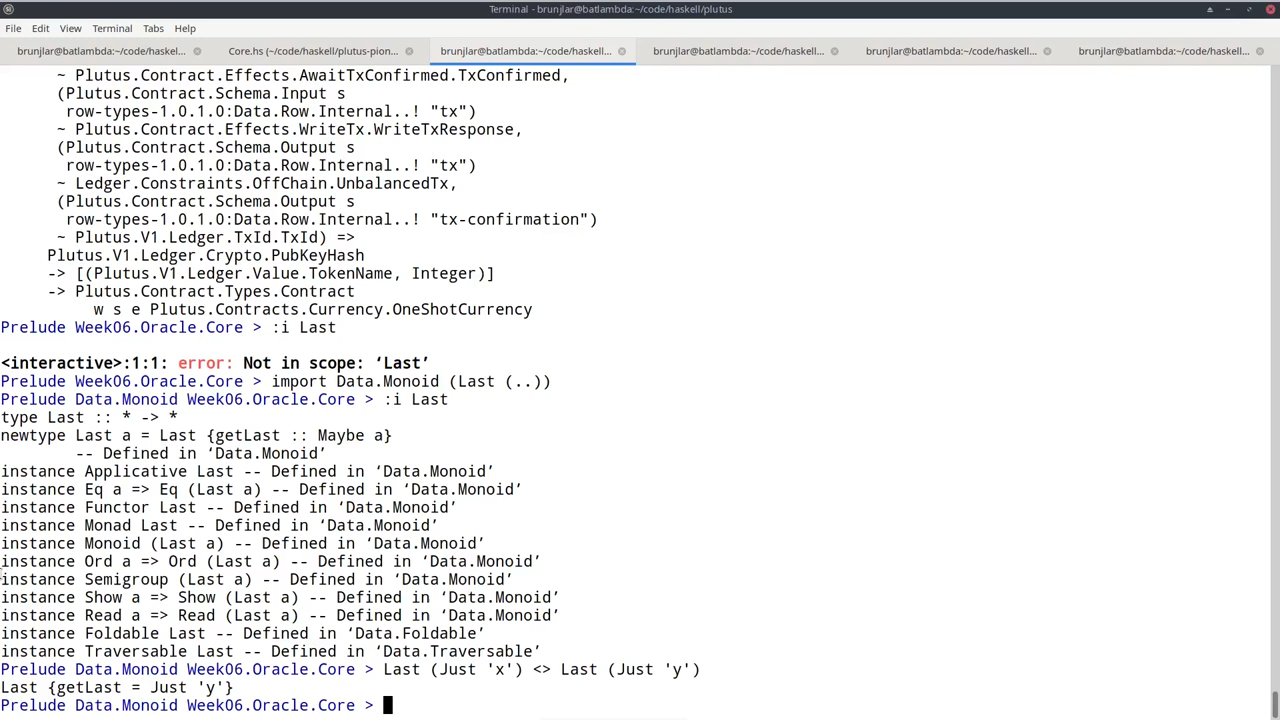 Terminal - brunjlar@batlambda:~/code/haskell/plutus
File Edit View Terminal Tabs Help
brunjlar@batlambda:~/code/haskell... Core.hs (~/code/haskell/plutus-pion... brunjlar@batlambda:~/code/haskell... brunjlar@batlambda:~/code/haskell... brunjlar@batlambda:~/code/haskell... brunjlar@batlambda:~/code/haskell...
~ Plutus.Contract.Effects.AwaitTxConfirmed.TxConfirmed,
(Plutus.Contract.Schema.Input s
row-types-1.0.1.0:Data.Row.Internal..! "tx")
~ Plutus.Contract.Effects.WriteTx.WriteTxResponse,
(Plutus.Contract.Schema.Output s
row-types-1.0.1.0:Data.Row.Internal..! "tx")
~ Ledger.Constraints.OffChain.UnbalancedTx,
(Plutus.Contract.Schema.Output s
row-types-1.0.1.0:Data.Row.Internal..! "tx-confirmation")
~ Plutus.V1.Ledger.TxId.TxId) =>
Plutus.V1.Ledger.Crypto.PubKeyHash
-> [(Plutus.V1.Ledger.Value.TokenName, Integer)]
-> Plutus.Contract.Types.Contract
w s e Plutus.Contracts.Currency.OneShotCurrency
Prelude Week06.Oracle.Core > :i Last
<interactive>:1:1: error: Not in scope: ‘Last’
Prelude Week06.Oracle.Core > import Data.Monoid (Last (..))
Prelude Data.Monoid Week06.Oracle.Core > :i Last
type Last :: * -> *
newtype Last a = Last {getLast :: Maybe a}
-- Defined in ‘Data.Monoid’
instance Applicative Last -- Defined in ‘Data.Monoid’
instance Eq a => Eq (Last a) -- Defined in ‘Data.Monoid’
instance Functor Last -- Defined in ‘Data.Monoid’
instance Monad Last -- Defined in ‘Data.Monoid’
instance Monoid (Last a) -- Defined in ‘Data.Monoid’
instance Ord a => Ord (Last a) -- Defined in ‘Data.Monoid’
instance Semigroup (Last a) -- Defined in ‘Data.Monoid’
instance Show a => Show (Last a) -- Defined in ‘Data.Monoid’
instance Read a => Read (Last a) -- Defined in ‘Data.Monoid’
instance Foldable Last -- Defined in ‘Data.Foldable’
instance Traversable Last -- Defined in ‘Data.Traversable’
Prelude Data.Monoid Week06.Oracle.Core > Last (Just 'x') <> Last (Just 'y')
Last {getLast = Just 'y'}
Prelude Data.Monoid Week06.Oracle.Core >